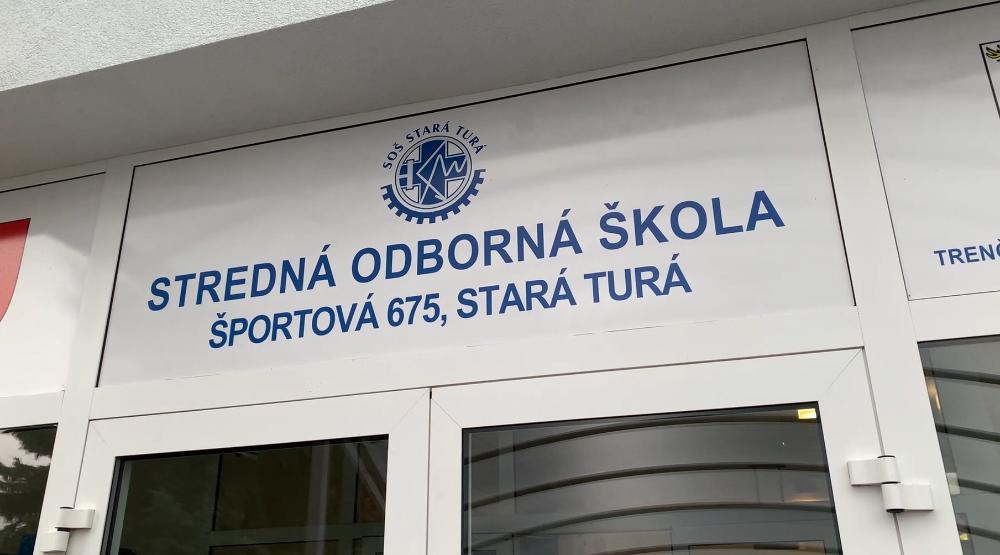 SOŠ STARÁ TURÁ
STREDNÁ ODBORNÁ ŠKOLA
ŠPORTOVÁ 675, STARÁ TURÁ